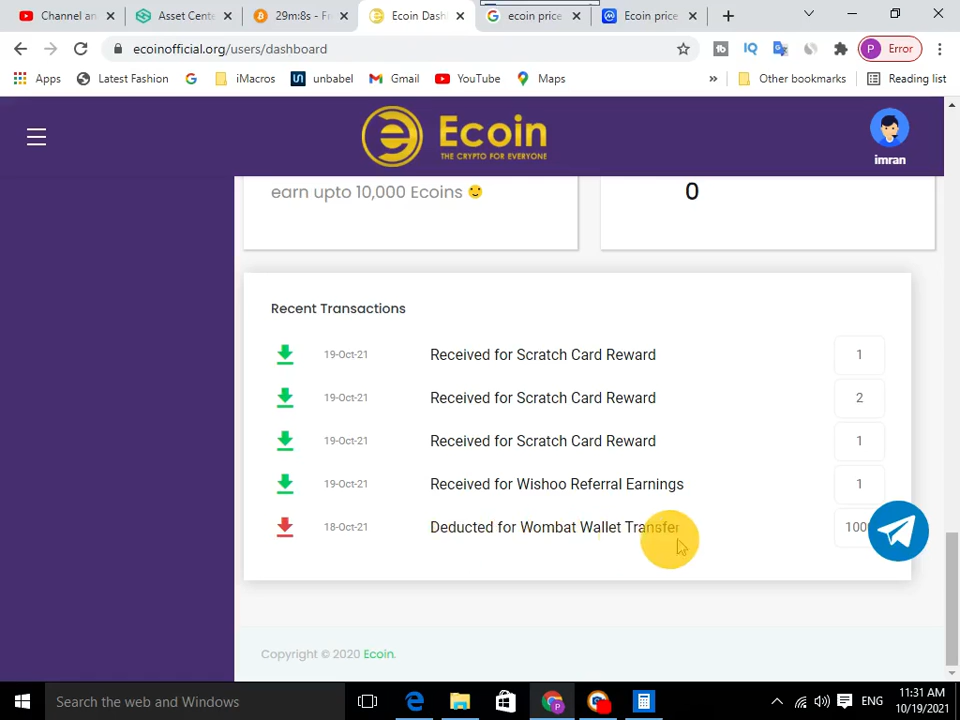 Channel an
Asset Cent
29m:8s - F
Ecoin Das
ecoin price
Ecoin price
ecoinofficial.org/users/dashboard
P Error
Apps
Latest Fashion
iMacros
unbabel
Gmail
YouTube
Maps
»
Other bookmarks
Reading list
Ecoin
THE CRYPTO FOR EVERYONE
imran
earn upto 10,000 Ecoins
0
Recent Transactions
19-Oct-21 Received for Scratch Card Reward 1
19-Oct-21 Received for Scratch Card Reward 2
19-Oct-21 Received for Scratch Card Reward 1
19-Oct-21 Received for Wishoo Referral Earnings 1
18-Oct-21 Deducted for Wombat Wallet Transfer 100
Copyright © 2020 Ecoin.
Search the web and Windows
ENG
11:31 AM
10/19/2021